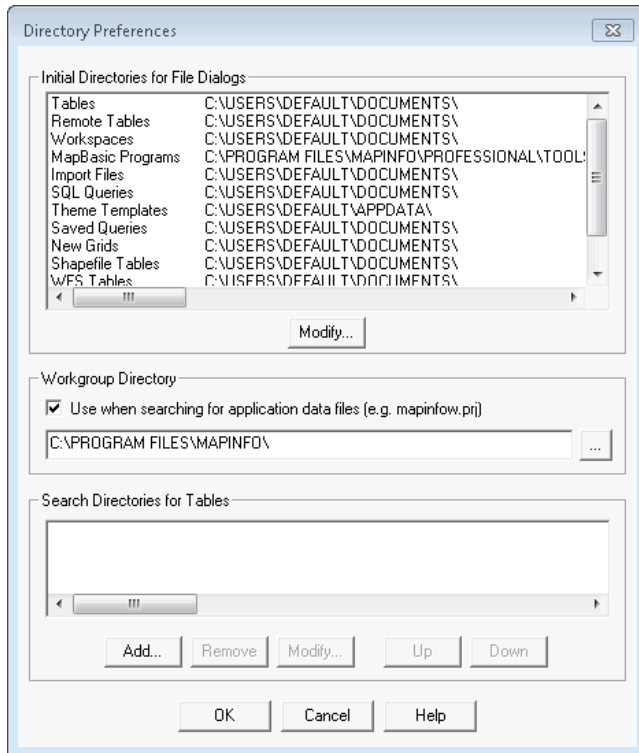 Directory Preferences
Initial Directories for File Dialogs
Tables C:\USERS\DEFAULT\DOCUMENTS\
Remote Tables C:\USERS\DEFAULT\DOCUMENTS\
Workspaces C:\USERS\DEFAULT\DOCUMENTS\
MapBasic Programs C:\PROGRAM FILES\MAPINFO\PROFESSIONAL\TOOLS
Import Files C:\USERS\DEFAULT\DOCUMENTS\
SQL Queries C:\USERS\DEFAULT\DOCUMENTS\
Theme Templates C:\USERS\DEFAULT\APPDATA\
Saved Queries C:\USERS\DEFAULT\DOCUMENTS\
New Grids C:\USERS\DEFAULT\DOCUMENTS\
Shapefile Tables C:\USERS\DEFAULT\DOCUMENTS\
WFS Tables C:\USERS\DEFAULT\DOCUMENTS\
Modify...
Workgroup Directory
Use when searching for application data files (e.g. mapinfow.prj)
C:\PROGRAM FILES\MAPINFO\ ...
Search Directories for Tables
Add... Remove Modify... Up Down
OK Cancel Help